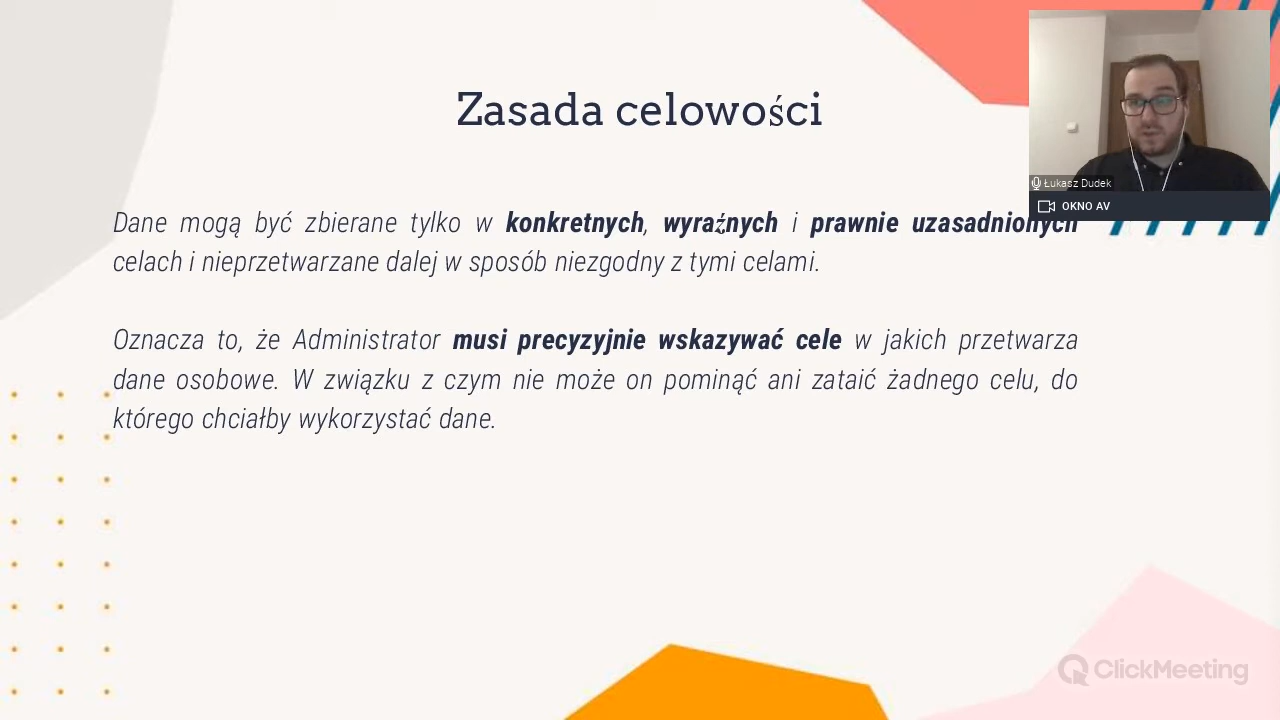 Zasada celowości
Łukasz Dudek
OKNO AV
Dane mogą być zbierane tylko w konkretnych, wyraźnych i prawnie uzasadnionych
celach i nieprzetwarzane dalej w sposób niezgodny z tymi celami.
Oznacza to, że Administrator musi precyzyjnie wskazywać cele w jakich przetwarza
dane osobowe. W związku z czym nie może on pominąć ani zataić żadnego celu, do
którego chciałby wykorzystać dane.
ClickMeeting